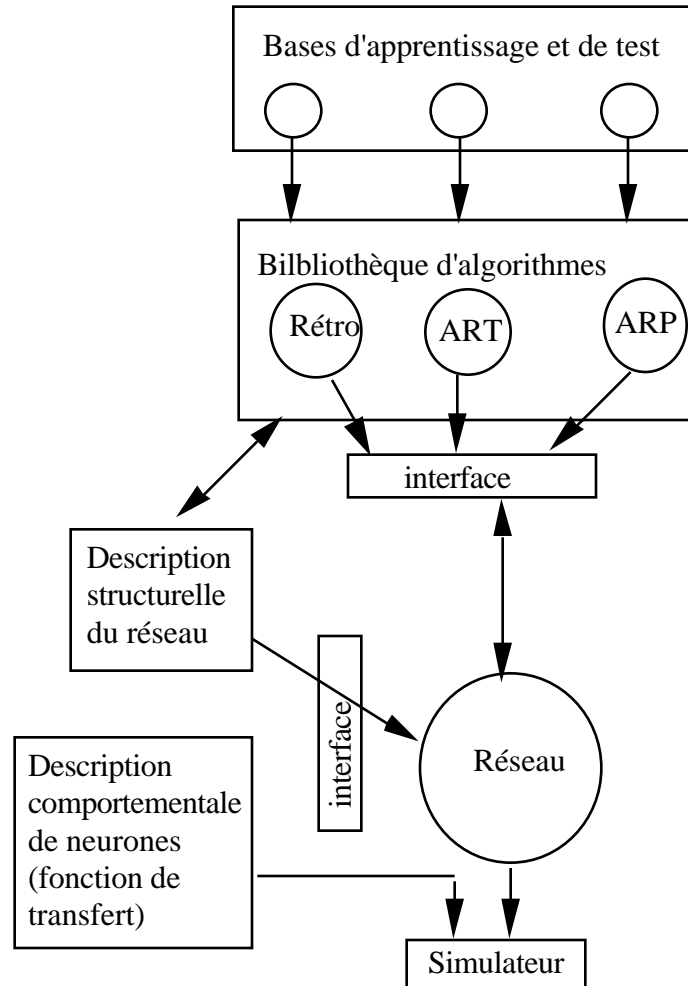 Bases d'apprentissage et de test
Bilbliothèque d'algorithmes
Rétro
ART
ARP
interface
Description
structurelle
du réseau
interface
Réseau
Description
comportementale
de neurones
(fonction de
transfert)
Simulateur